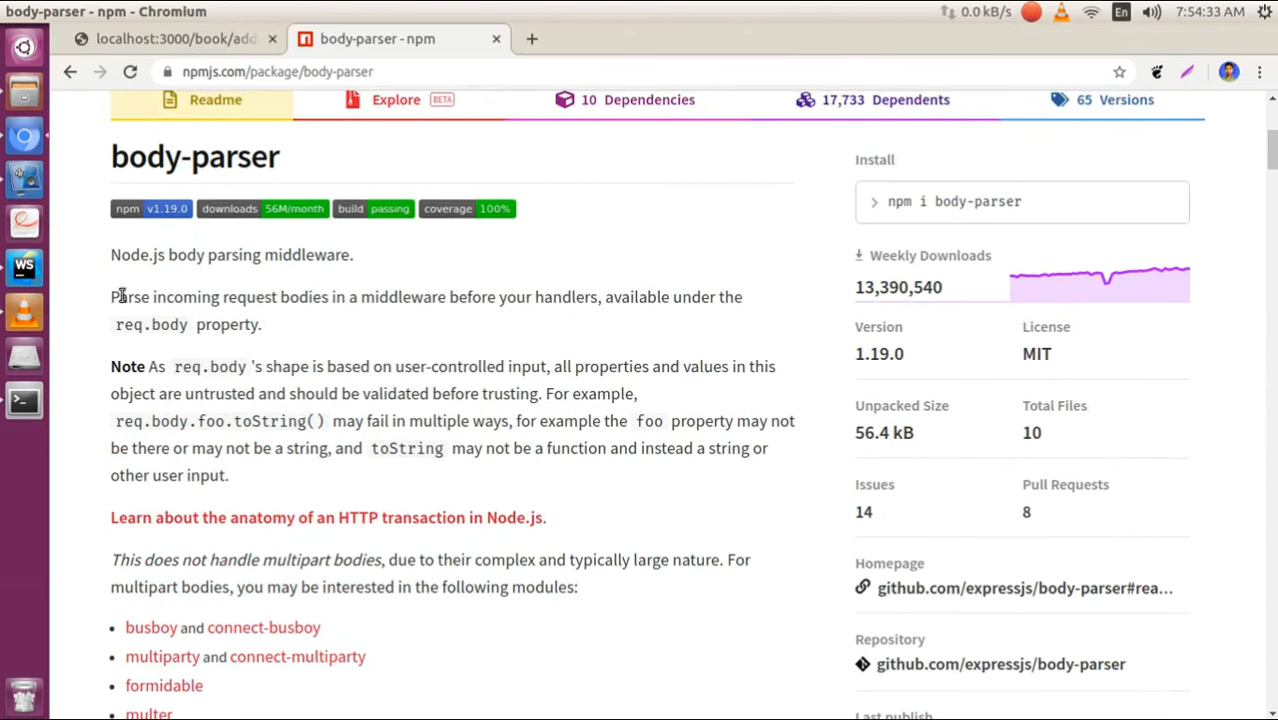 body-parser - npm - Chromium
0.0 kB/s
En
7:54:33 AM
localhost:3000/book/add
body-parser - npm
npmjs.com/package/body-parser
Readme
Explore BETA
10 Dependencies
17,733 Dependents
65 Versions
body-parser
npm v1.19.0
downloads 56M/month
build passing
coverage 100%
Node.js body parsing middleware.
Parse incoming request bodies in a middleware before your handlers, available under the
req.body property.
Note As req.body 's shape is based on user-controlled input, all properties and values in this
object are untrusted and should be validated before trusting. For example,
req.body.foo.toString() may fail in multiple ways, for example the foo property may not
be there or may not be a string, and toString may not be a function and instead a string or
other user input.
Learn about the anatomy of an HTTP transaction in Node.js.
This does not handle multipart bodies, due to their complex and typically large nature. For
multipart bodies, you may be interested in the following modules:
• busboy and connect-busboy
• multiparty and connect-multiparty
• formidable
multer
Install
> npm i body-parser
Weekly Downloads
13,390,540
Version
License
1.19.0
MIT
Unpacked Size
Total Files
56.4 kB
10
Issues
Pull Requests
14
8
Homepage
github.com/expressjs/body-parser#rea...
Repository
github.com/expressjs/body-parser
Last publish
WS
>_